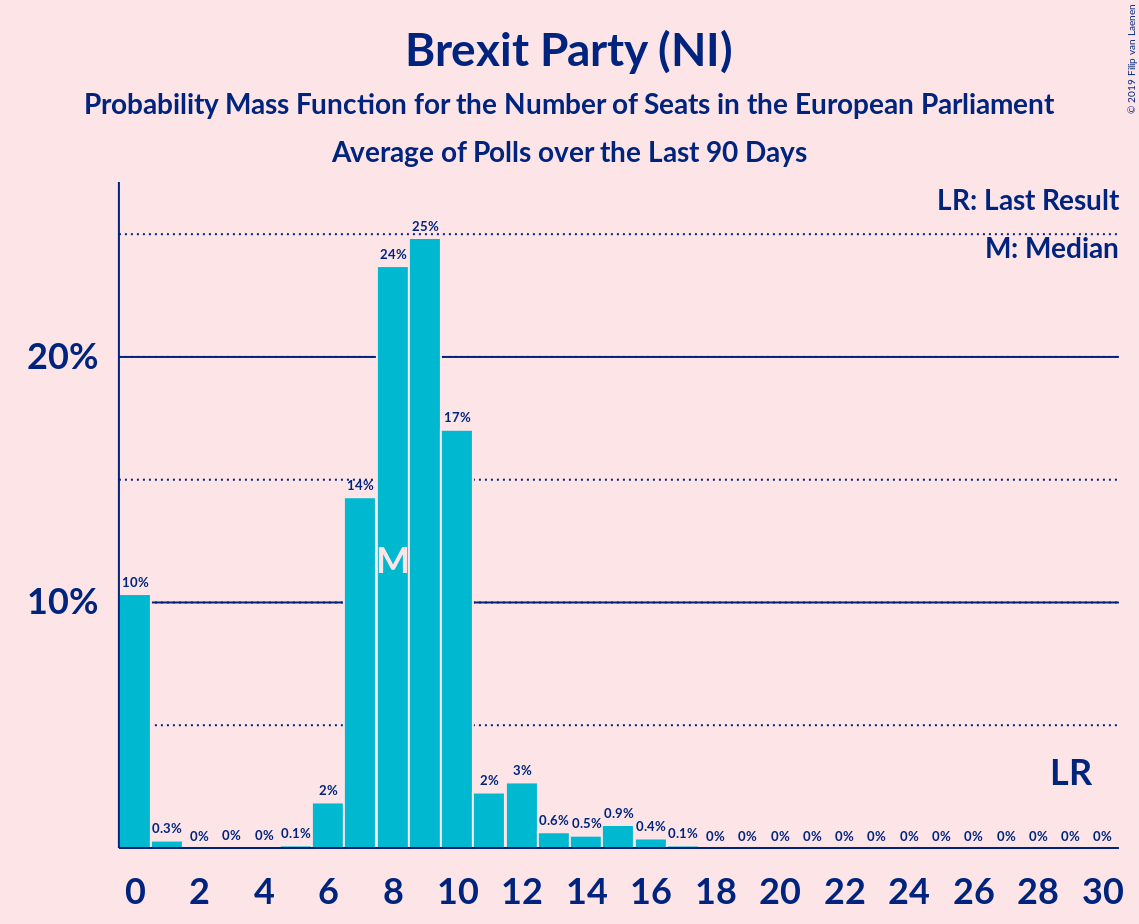 Brexit Party (NI)
Probability Mass Function for the Number of Seats in the European Parliament
Average of Polls over the Last 90 Days
© 2019 Filip van Laenen
LR: Last Result
M: Median
20%
10%
10% 0.3% 0% 0% 0% 0.1% 2% 14% 24% 25% 17% 2% 3% 0.6% 0.5% 0.9% 0.4% 0.1% 0% 0% 0% 0% 0% 0% 0% 0% 0% 0% 0% 0% 0%
M
LR
0 2 4 6 8 10 12 14 16 18 20 22 24 26 28 30